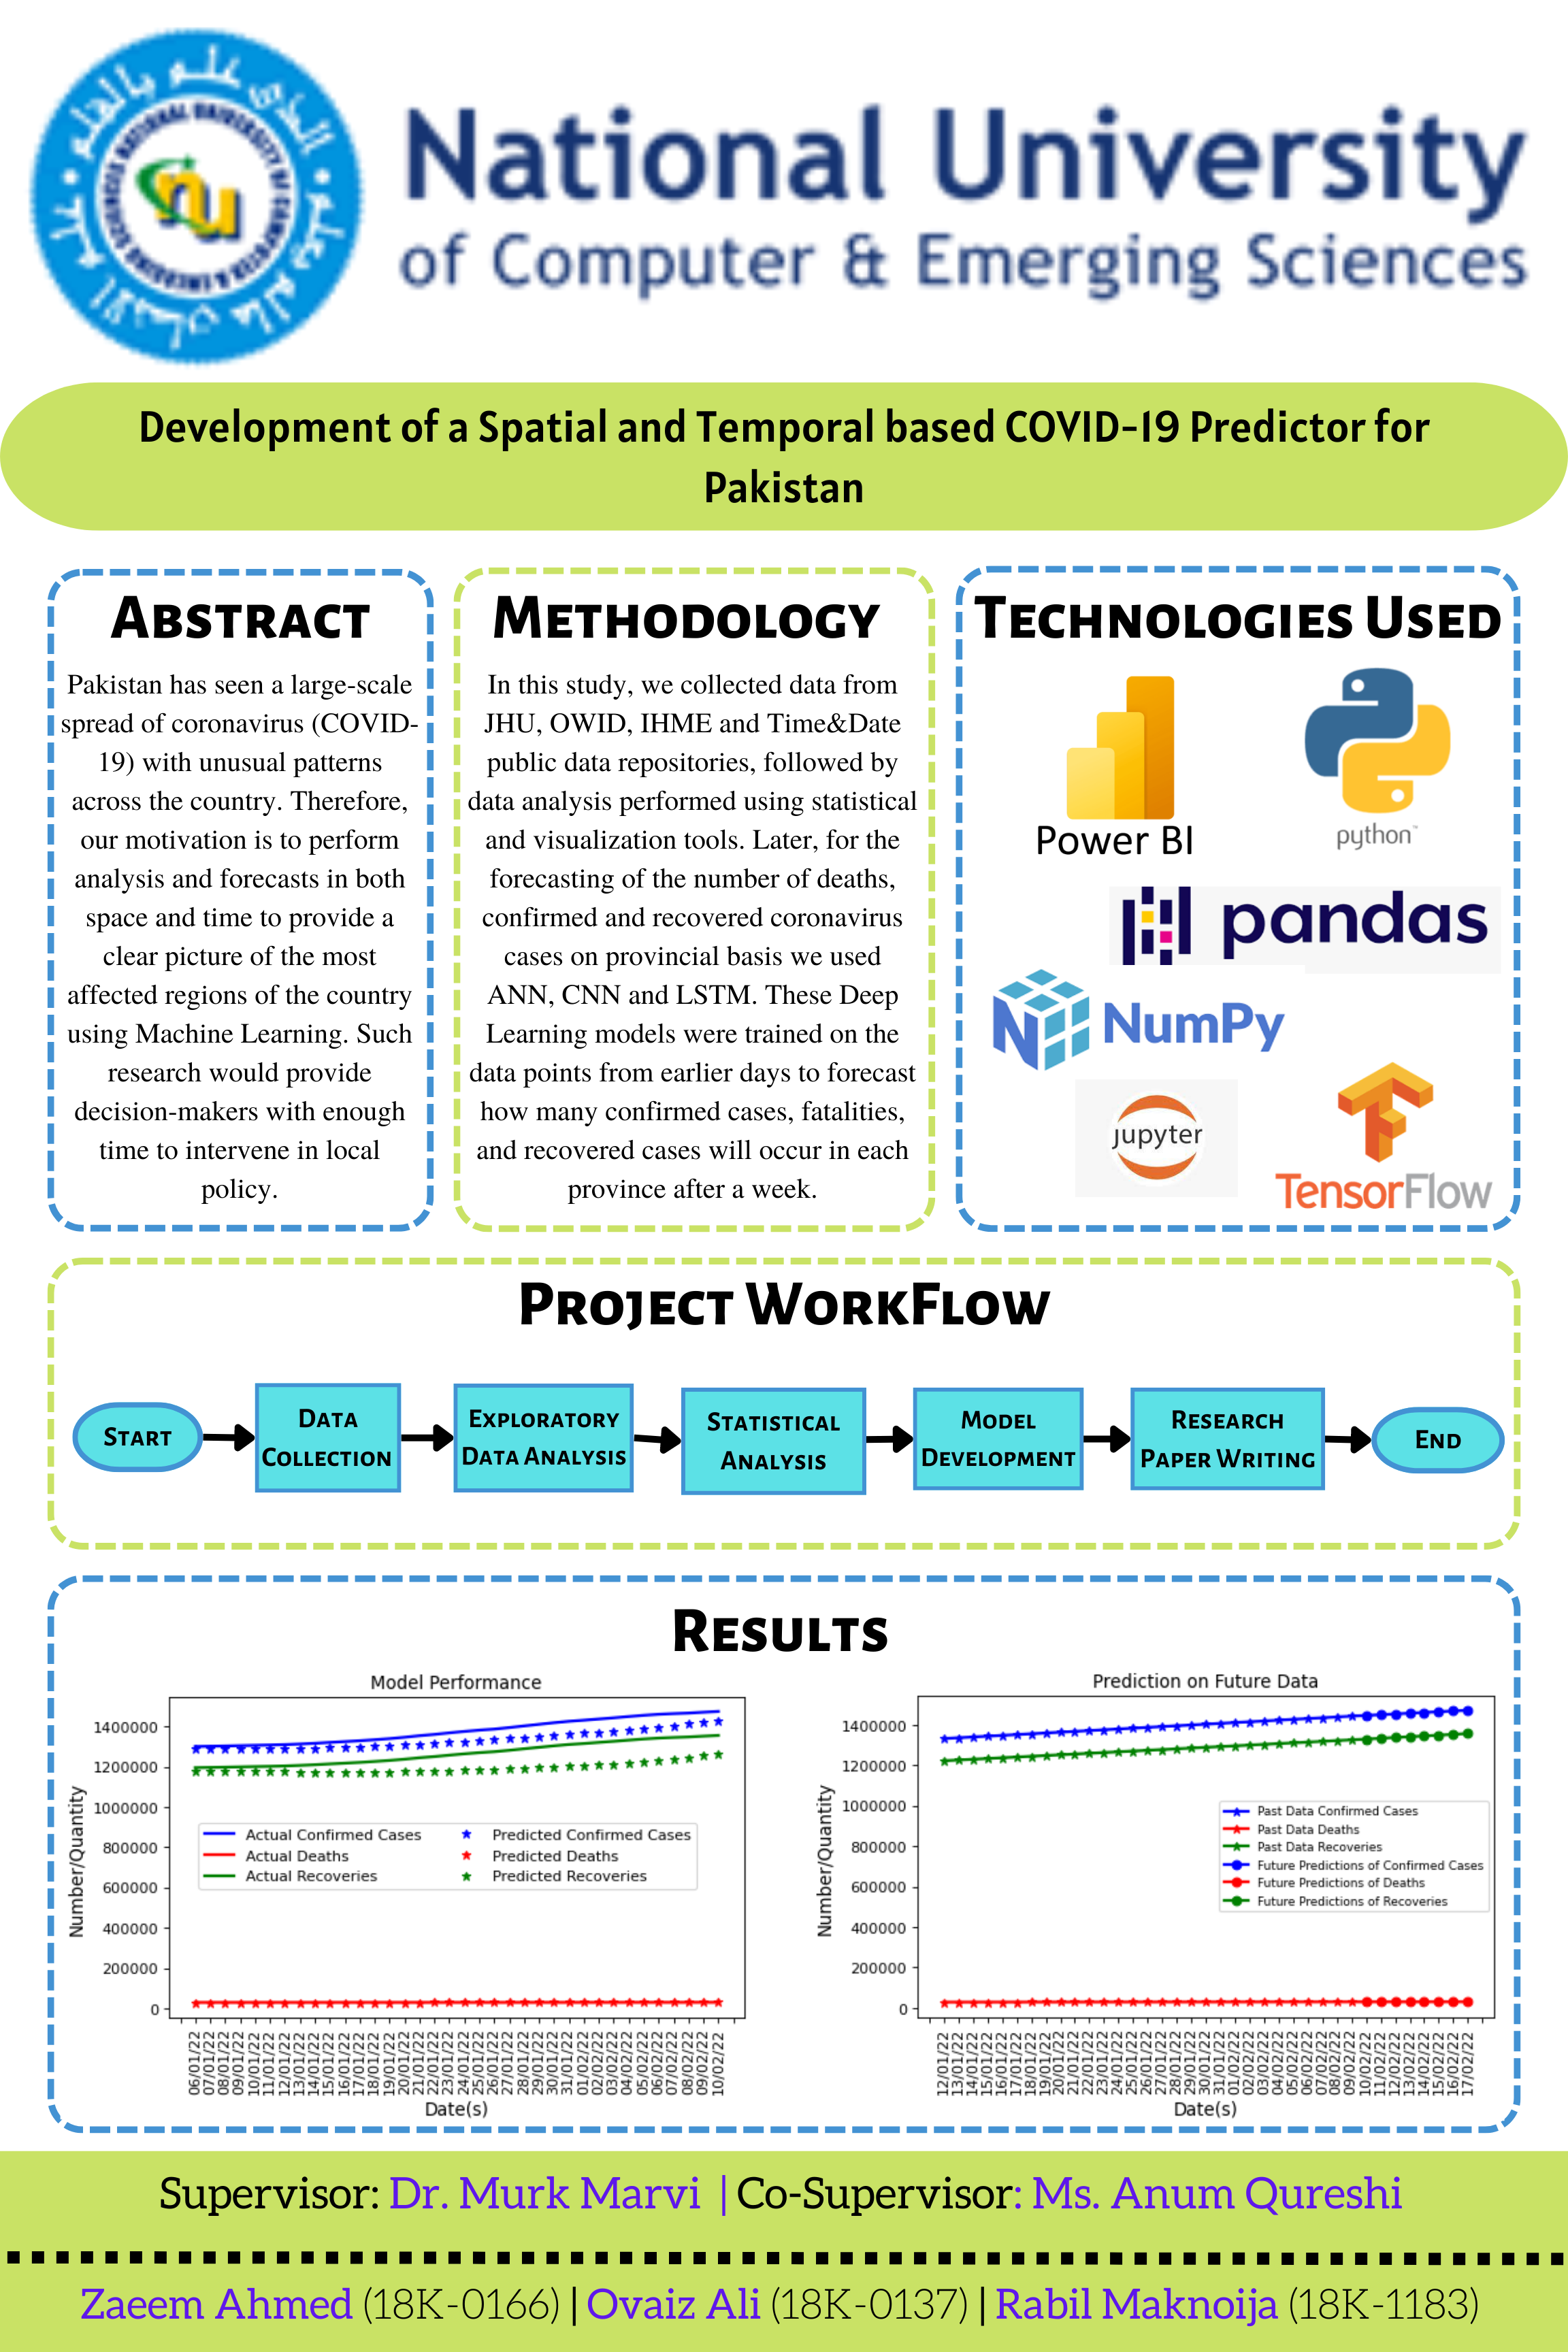 National University
of Computer & Emerging Sciences
NATIONAL UNIVERSITY OF COMPUTER & EMERGING SCIENCES
nu
Development of a Spatial and Temporal based COVID-19 Predictor for
Pakistan
ABSTRACT
Pakistan has seen a large-scale
spread of coronavirus (COVID-
19) with unusual patterns
across the country. Therefore,
our motivation is to perform
analysis and forecasts in both
space and time to provide a
clear picture of the most
affected regions of the country
using Machine Learning. Such
research would provide
decision-makers with enough
time to intervene in local
policy.
METHODOLOGY
In this study, we collected data from
JHU, OWID, IHME and Time&Date
public data repositories, followed by
data analysis performed using statistical
and visualization tools. Later, for the
forecasting of the number of deaths,
confirmed and recovered coronavirus
cases on provincial basis we used
ANN, CNN and LSTM. These Deep
Learning models were trained on the
data points from earlier days to forecast
how many confirmed cases, fatalities,
and recovered cases will occur in each
province after a week.
TECHNOLOGIES USED
Power BI
python™
pandas
NumPy
jupyter
TensorFlow
PROJECT WORKFLOW
START
DATA
COLLECTION
EXPLORATORY
DATA ANALYSIS
STATISTICAL
ANALYSIS
MODEL
DEVELOPMENT
RESEARCH
PAPER WRITING
END
RESULTS
Model Performance
Number/Quantity
1400000
1200000
1000000
800000
600000
400000
200000
0
Actual Confirmed Cases
Actual Deaths
Actual Recoveries
Predicted Confirmed Cases
Predicted Deaths
Predicted Recoveries
06/01/22
07/01/22
08/01/22
09/01/22
10/01/22
11/01/22
12/01/22
13/01/22
14/01/22
15/01/22
16/01/22
17/01/22
18/01/22
19/01/22
20/01/22
21/01/22
22/01/22
23/01/22
24/01/22
25/01/22
26/01/22
27/01/22
28/01/22
29/01/22
30/01/22
31/01/22
01/02/22
02/02/22
03/02/22
04/02/22
05/02/22
06/02/22
07/02/22
08/02/22
09/02/22
10/02/22
Date(s)
Prediction on Future Data
Number/Quantity
1400000
1200000
1000000
800000
600000
400000
200000
0
Past Data Confirmed Cases
Past Data Deaths
Past Data Recoveries
Future Predictions of Confirmed Cases
Future Predictions of Deaths
Future Predictions of Recoveries
12/01/22
13/01/22
14/01/22
15/01/22
16/01/22
17/01/22
18/01/22
19/01/22
20/01/22
21/01/22
22/01/22
23/01/22
24/01/22
25/01/22
26/01/22
27/01/22
28/01/22
29/01/22
30/01/22
31/01/22
01/02/22
02/02/22
03/02/22
04/02/22
05/02/22
06/02/22
07/02/22
08/02/22
09/02/22
10/02/22
11/02/22
12/02/22
13/02/22
14/02/22
15/02/22
16/02/22
17/02/22
Date(s)
Supervisor: Dr. Murk Marvi | Co-Supervisor: Ms. Anum Qureshi
Zaeem Ahmed (18K-0166) | Ovaiz Ali (18K-0137) | Rabil Maknoija (18K-1183)